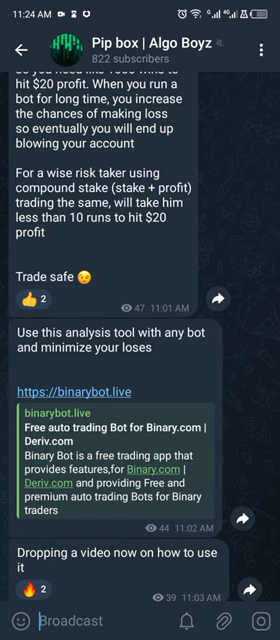 11:24 AM
Pip box | Algo Boyz
822 subscribers
hit $20 profit. When you run a
bot for long time, you increase
the chances of making loss
so eventually you will end up
blowing your account
For a wise risk taker using
compound stake (stake + profit)
trading the same, will take him
less than 10 runs to hit $20
profit
Trade safe 😉
👍 2
47 11:01 AM
Use this analysis tool with any bot
and minimize your loses
https://binarybot.live
binarybot.live
Free auto trading Bot for Binary.com |
Deriv.com
Binary Bot is a free trading app that
provides features,for Binary.com |
Deriv.com and providing Free and
premium auto trading Bots for Binary
traders
44 11:02 AM
Dropping a video now on how to use
it
🔥 2
39 11:03 AM
Broadcast